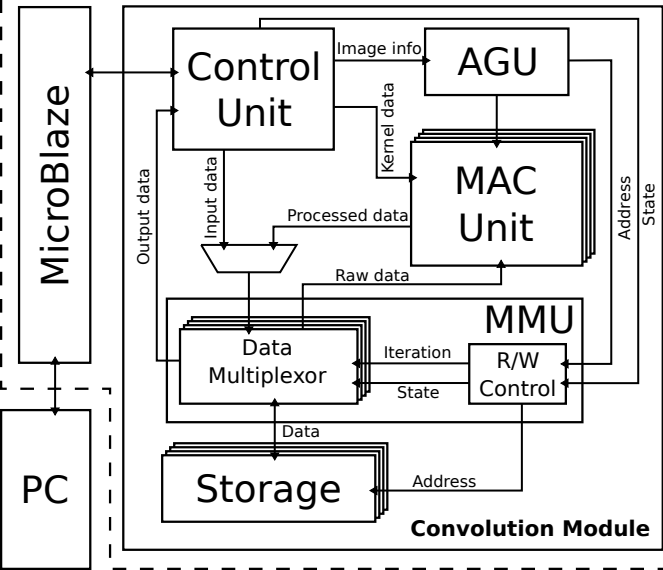 MicroBlaze
PC
Control
Unit
Image info
AGU
Kernel data
MAC
Unit
Address
State
Output data
Input data
Processed data
Raw data
MMU
Data
Multiplexor
Iteration
State
R/W
Control
Data
Storage
Address
Convolution Module